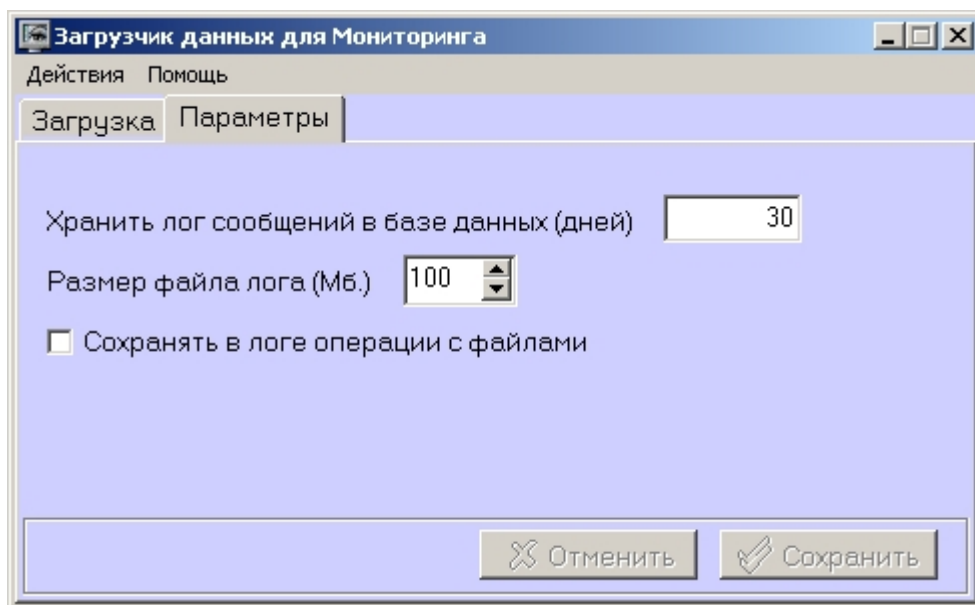 Загрузчик данных для Мониторинга
Действия Помощь
Загрузка Параметры
Хранить лог сообщений в базе данных (дней) 30
Размер файла лога (Мб.) 100
Сохранять в логе операции с файлами
Отменить Сохранить